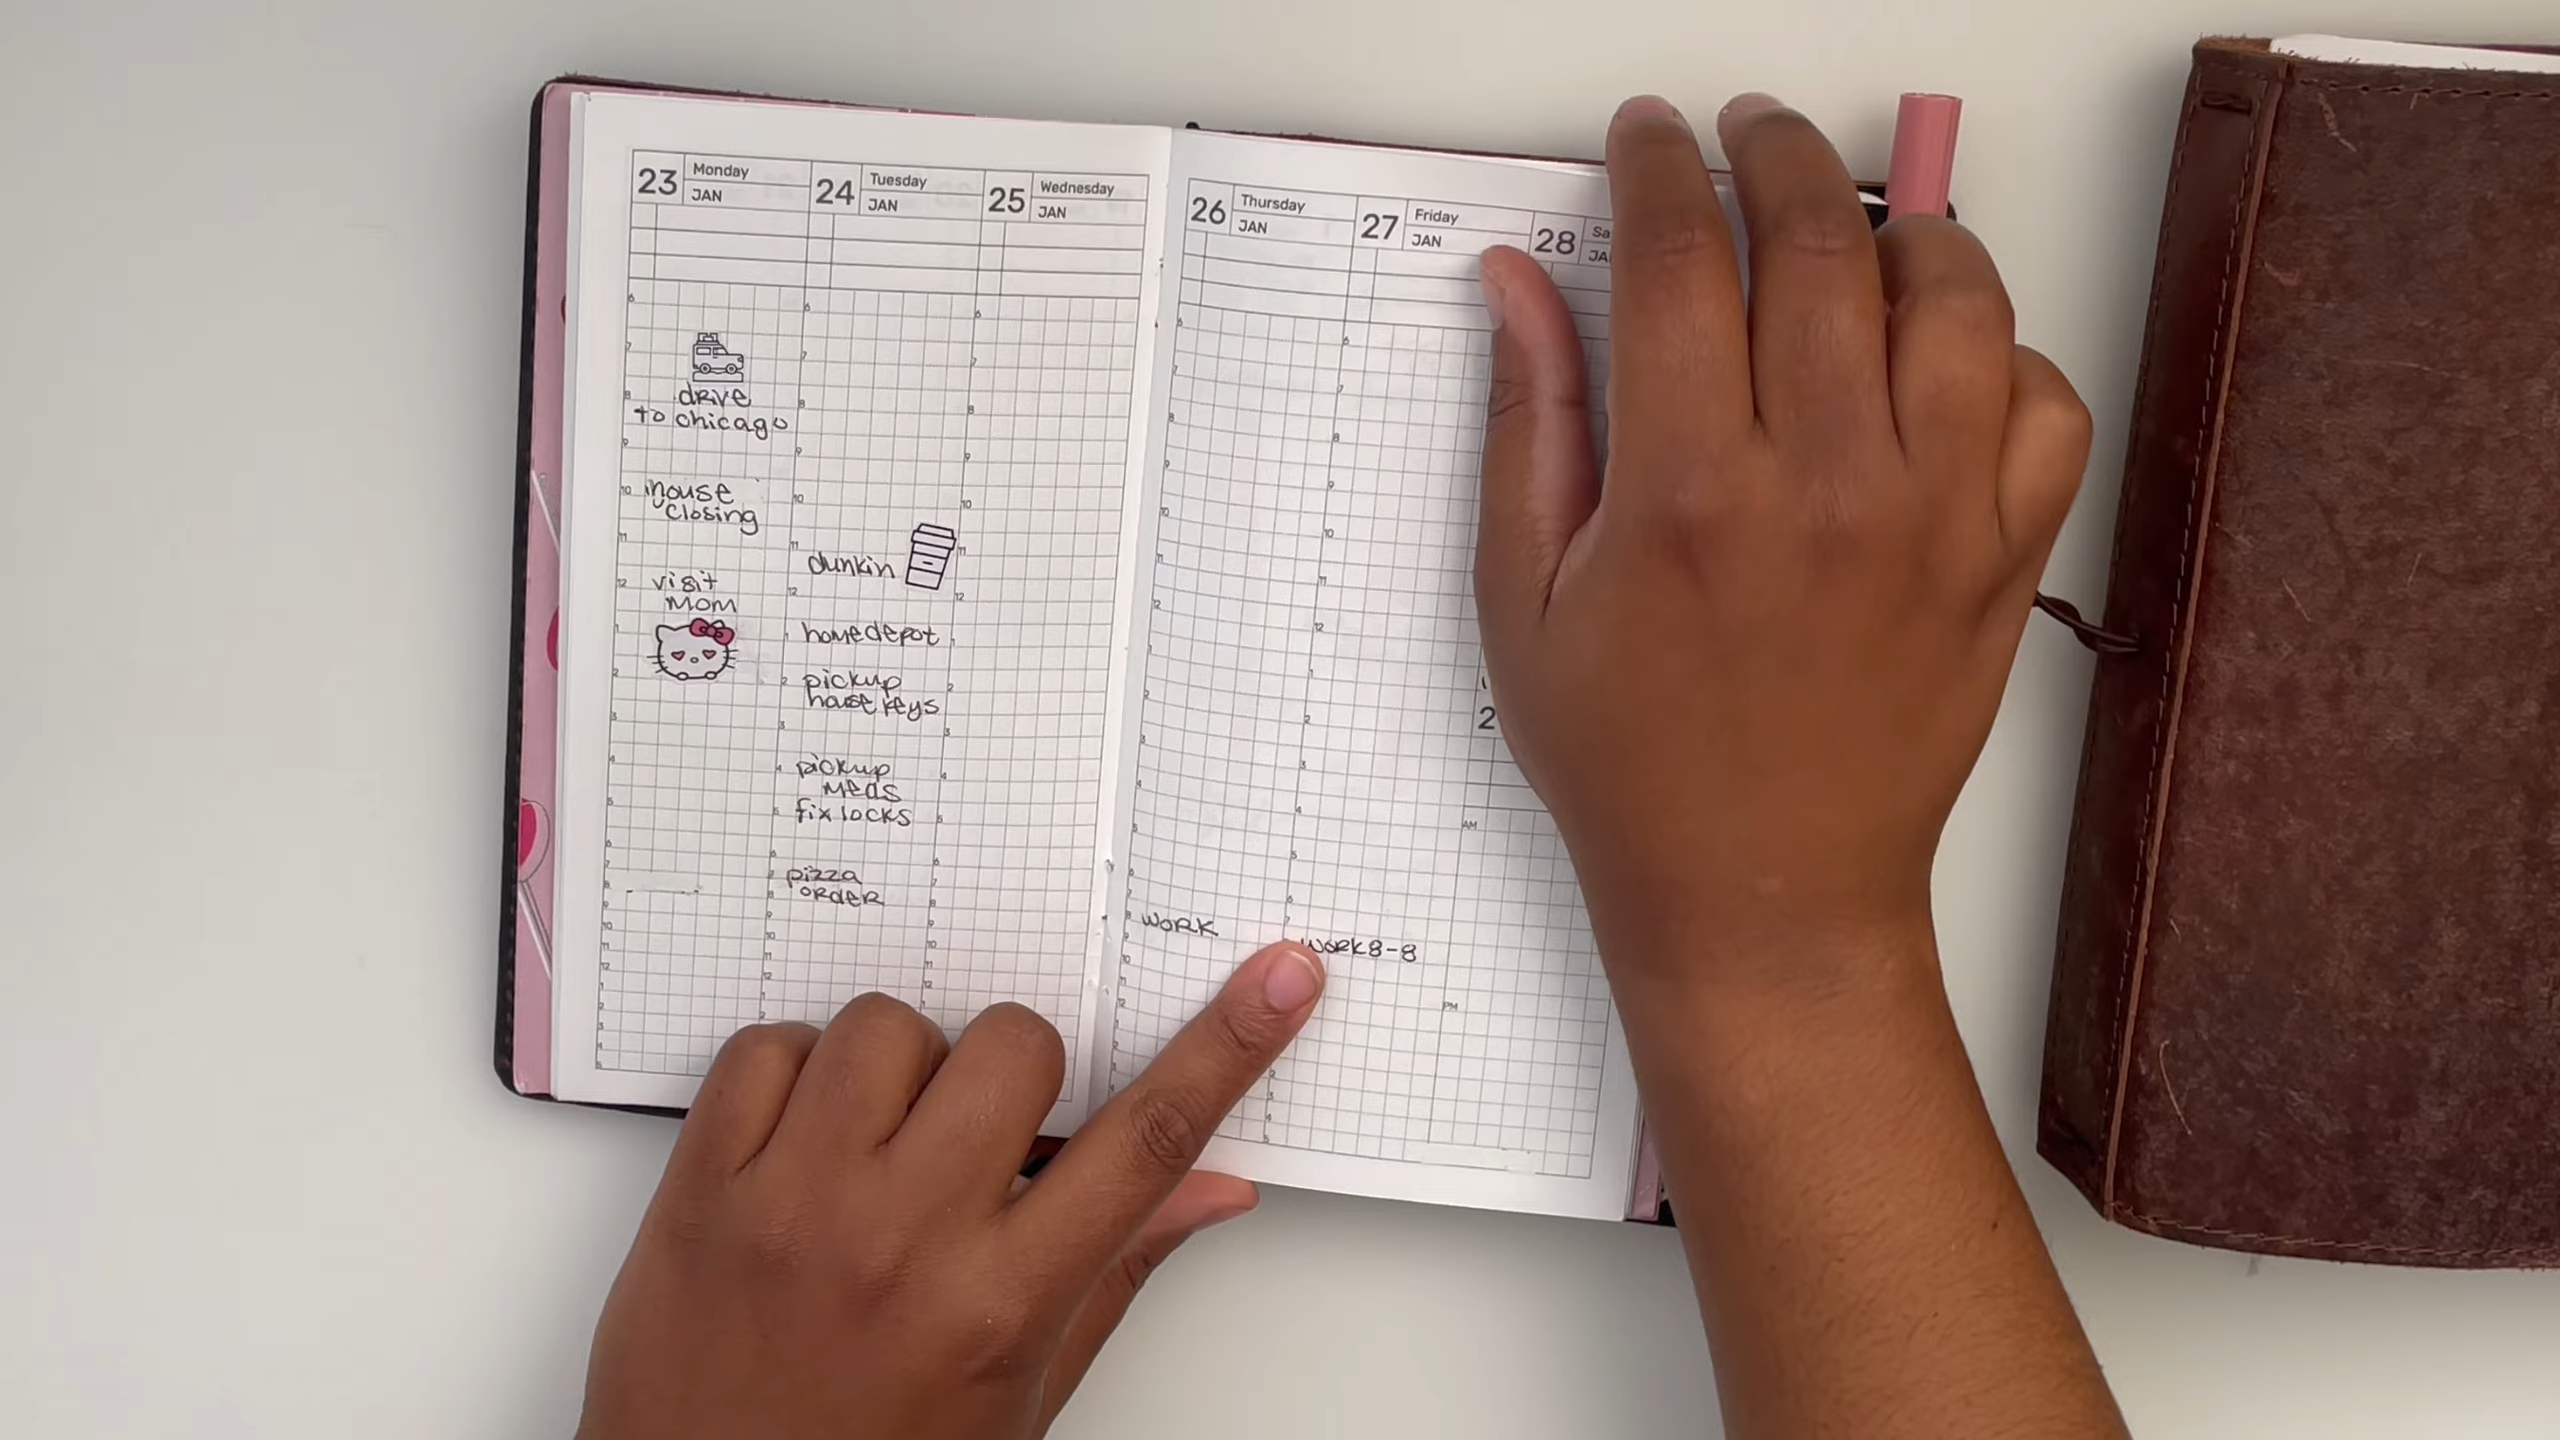 23 Monday
JAN
drive
to chicago
house
closing
visit
mom
24 Tuesday
JAN
dunkin
homedepot
pickup
house keys
pickup
meds
fix locks
pizza
order
25 Wednesday
JAN
26 Thursday
JAN
work
27 Friday
JAN
work 8-8
28
AM
PM